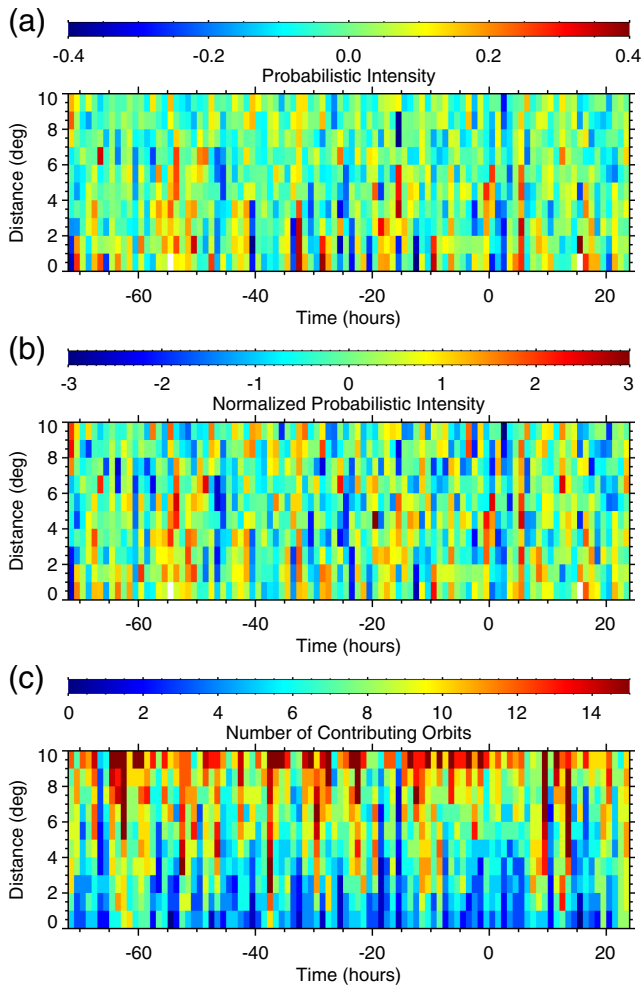 (a)
-0.4 -0.2 0.0 0.2 0.4
Probabilistic Intensity
10
8
6
4
2
0
Distance (deg)
-60 -40 -20 0 20
Time (hours)
(b)
-3 -2 -1 0 1 2 3
Normalized Probabilistic Intensity
10
8
6
4
2
0
Distance (deg)
-60 -40 -20 0 20
Time (hours)
(c)
0 2 4 6 8 10 12 14
Number of Contributing Orbits
10
8
6
4
2
0
Distance (deg)
-60 -40 -20 0 20
Time (hours)